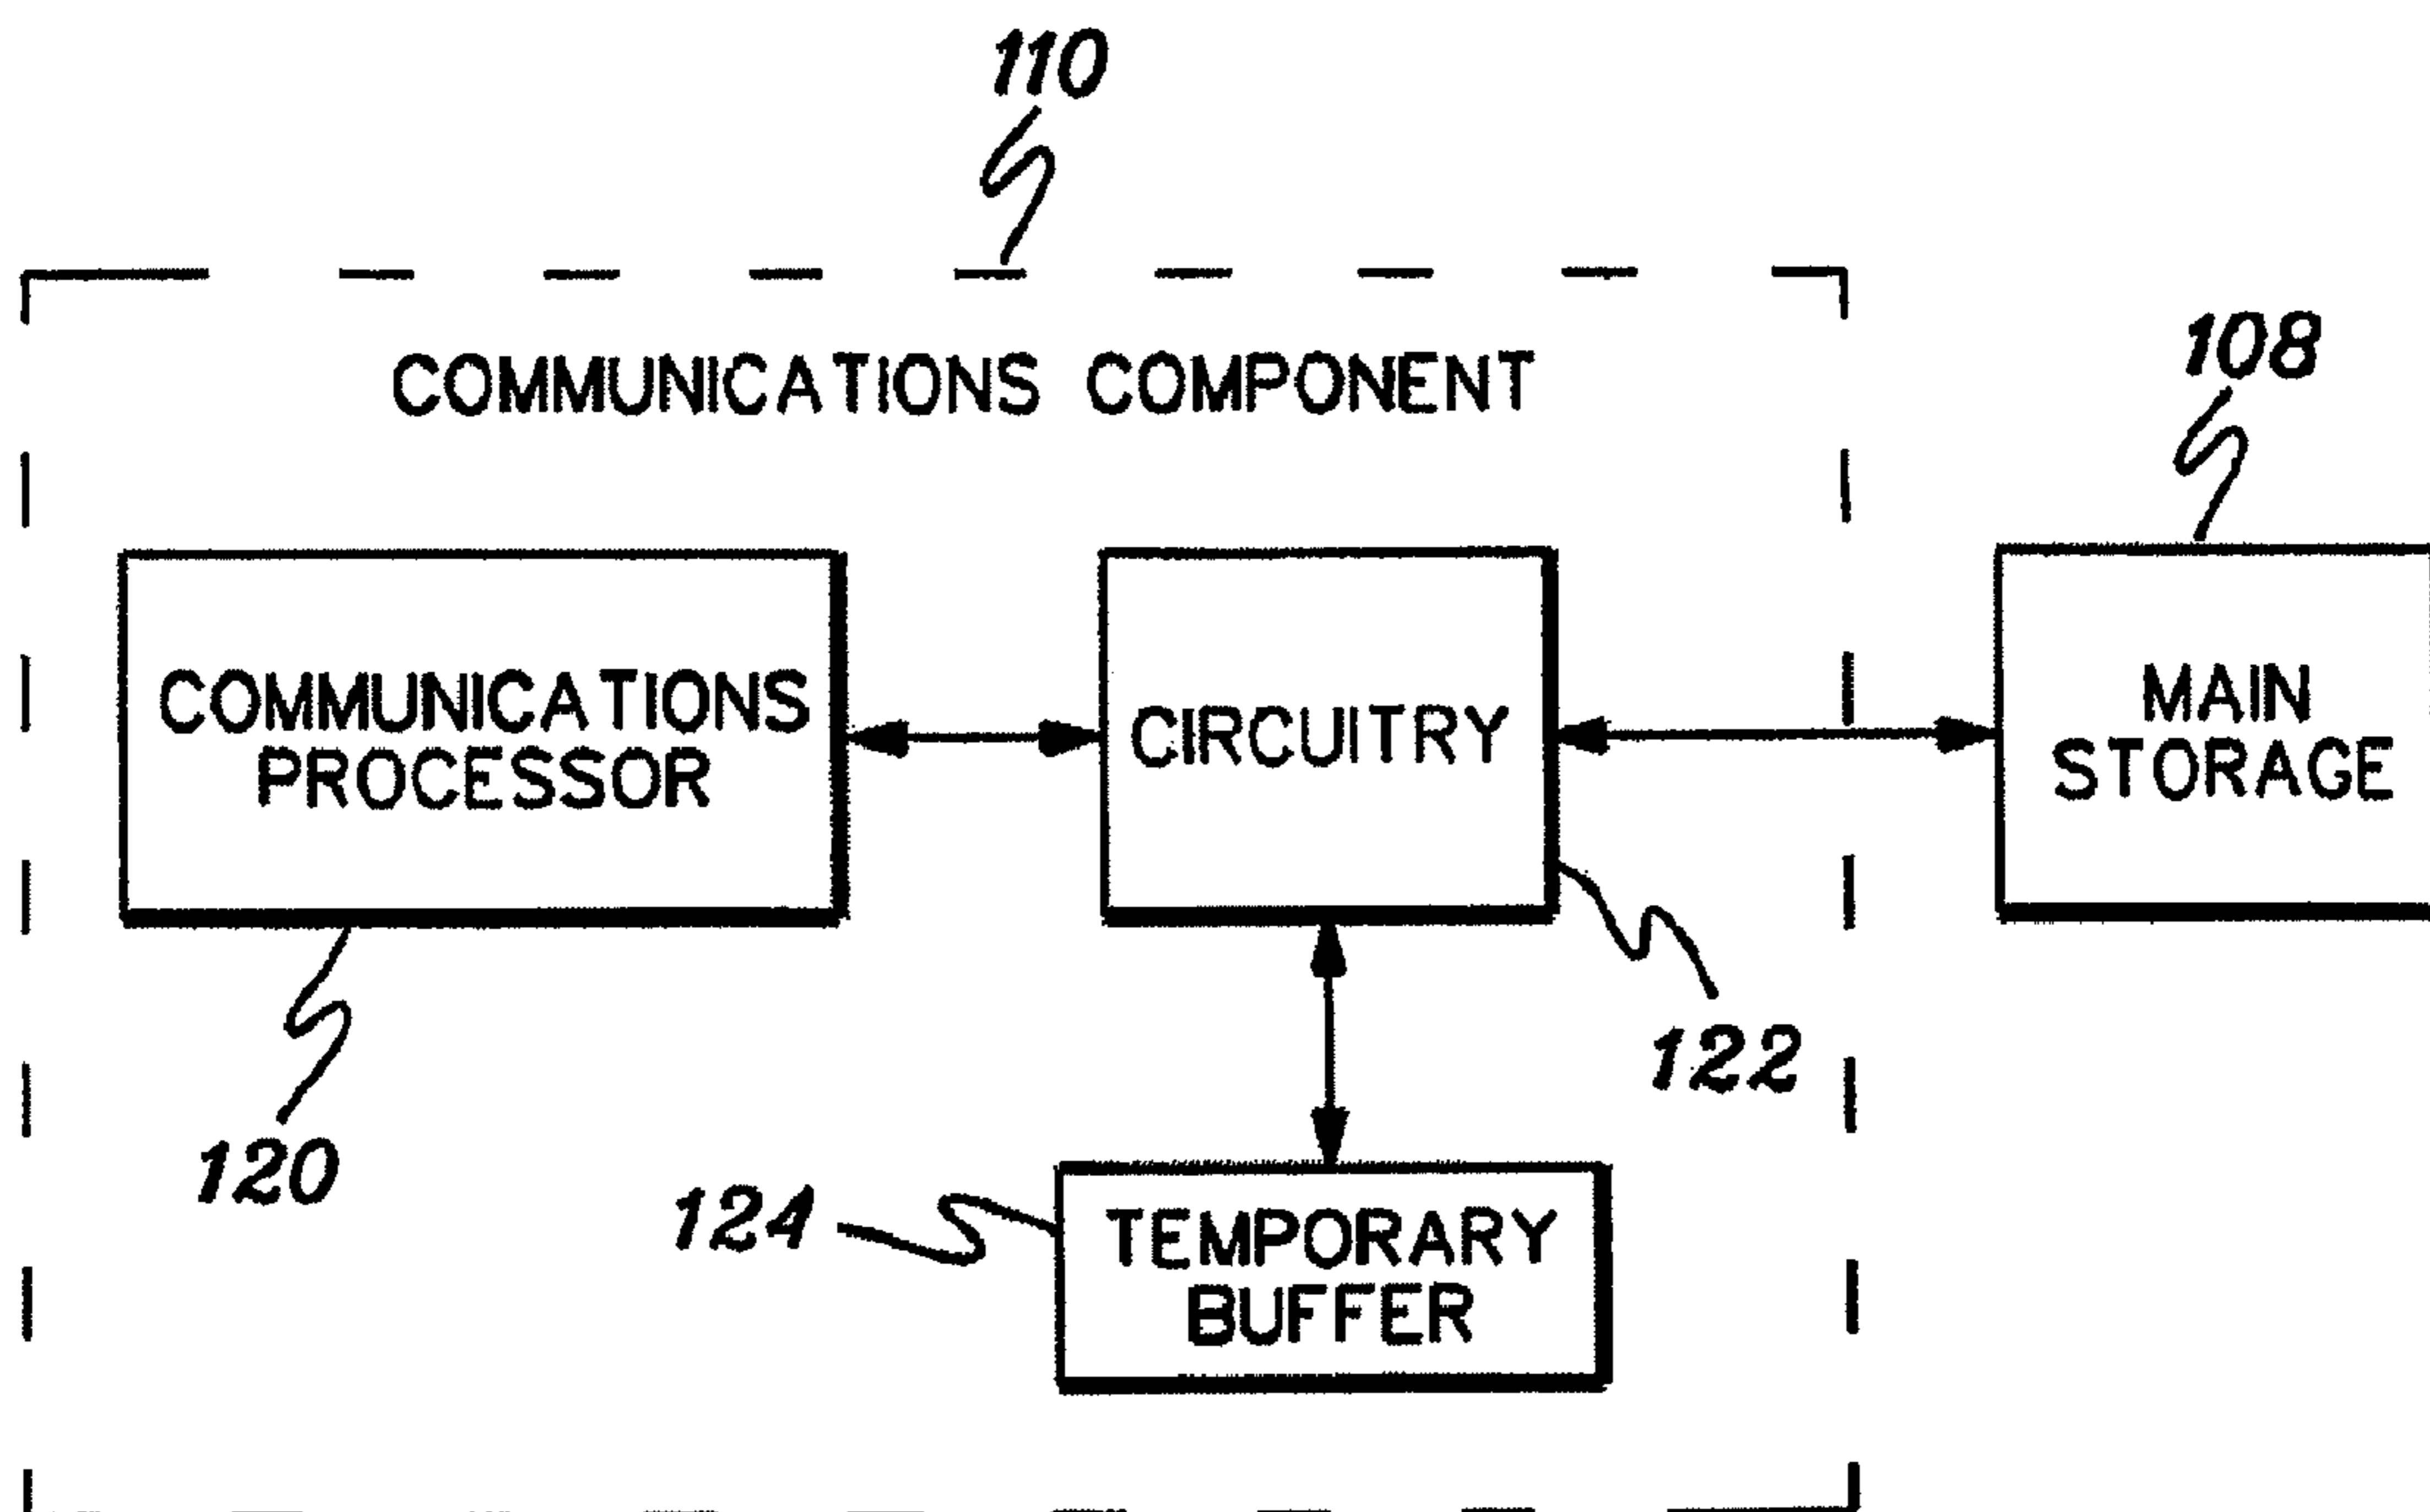 110
COMMUNICATIONS COMPONENT
108
COMMUNICATIONS
PROCESSOR
CIRCUITRY
MAIN
STORAGE
122
120
124
TEMPORARY
BUFFER